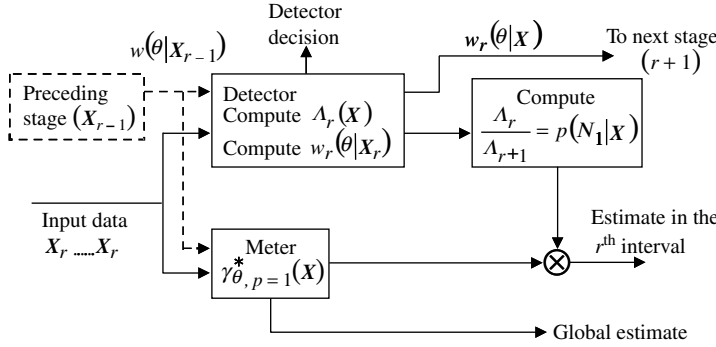 Detector
decision
w(θ|X_{r−1})
w_r(θ|X)
To next stage
(r+1)
Preceding
stage (X_{r−1})
Detector
Compute Λ_r(X)
Compute w_r(θ|X_r)
Compute
Λ_r / Λ_{r+1} = p(N_1|X)
Input data
X_r ...... X_r
Meter
γ*_{θ, p = 1}(X)
Estimate in the
r^{th} interval
Global estimate